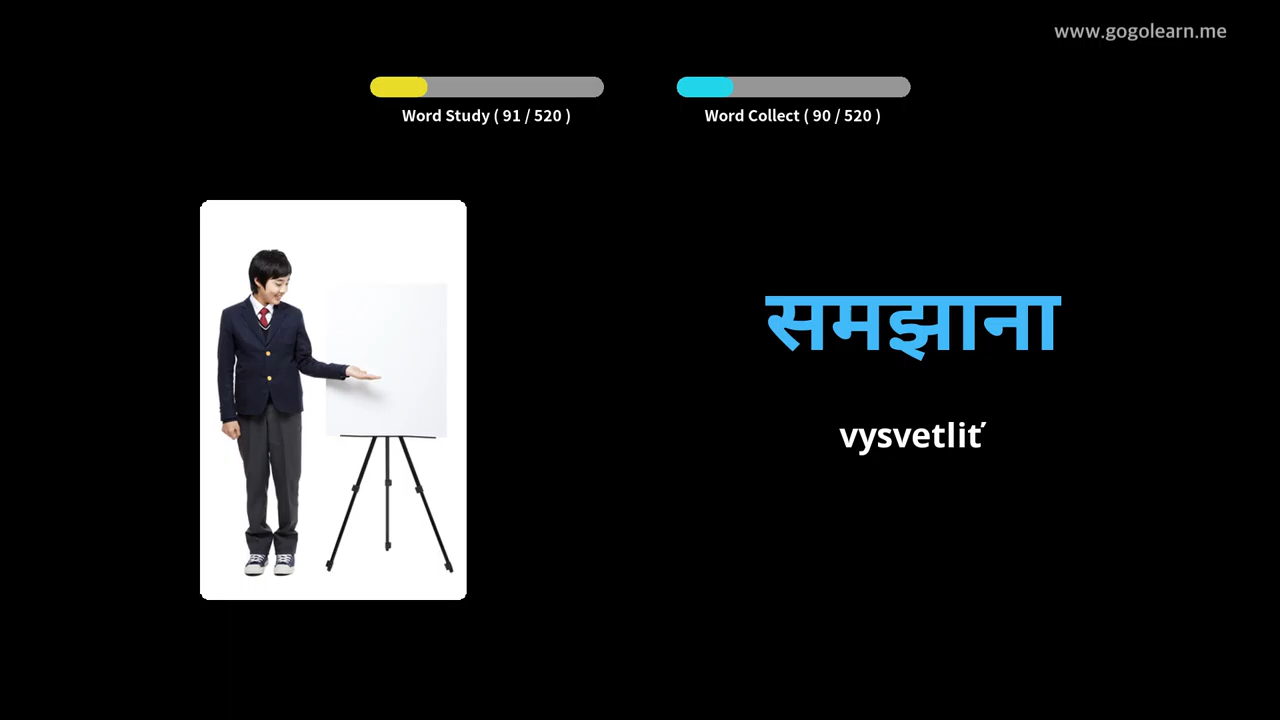 www.gogolearn.me
Word Study ( 91 / 520 )
Word Collect ( 90 / 520 )
समझाना
vysvetliť